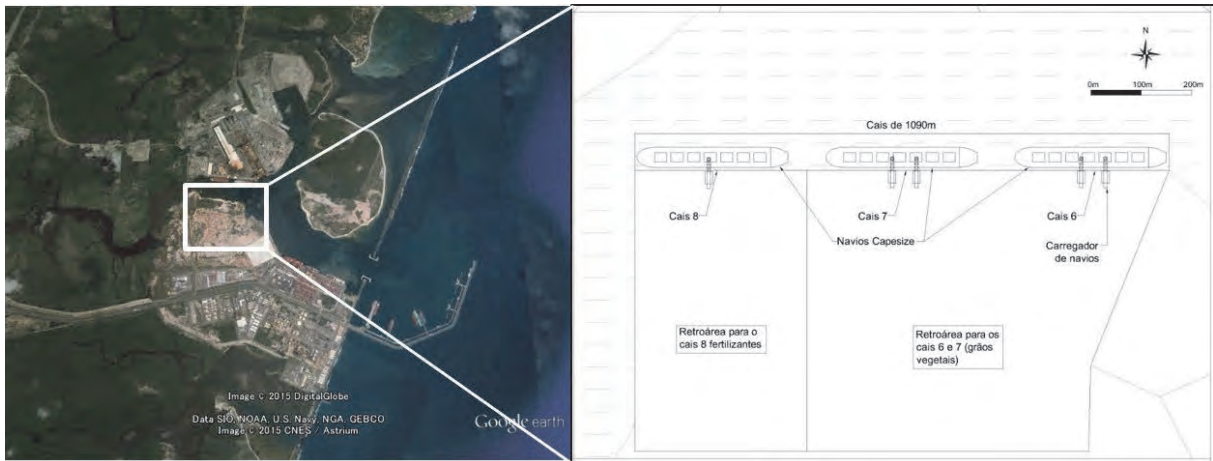 Image © 2015 DigitalGlobe
Data SIO, NOAA, U.S. Navy, NGA, GEBCO
Image © 2015 CNES / Astrium
Google earth
N
0m 100m 200m
Cais de 1090m
Cais 8
Cais 7
Cais 6
Navios Capesize
Carregador
de navios
Retroárea para o
cais 8 fertilizantes
Retroárea para os
cais 6 e 7 (grãos
vegetais)